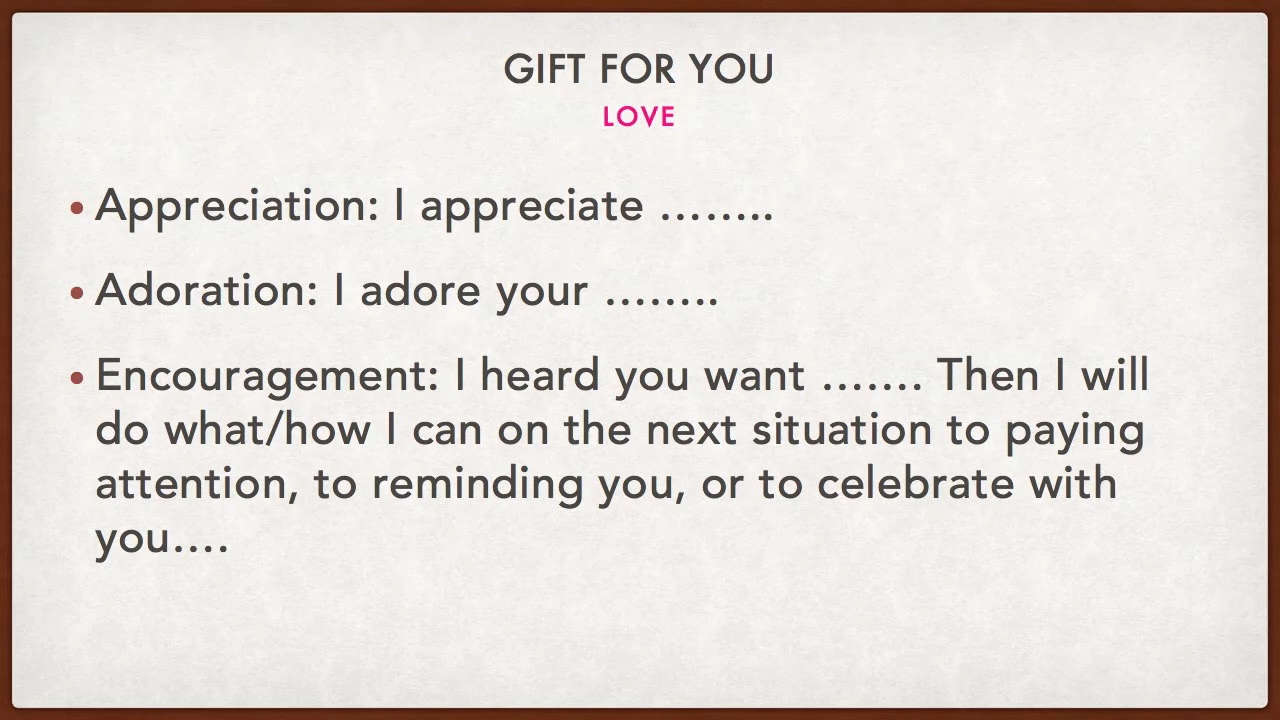 GIFT FOR YOU
LOVE
• Appreciation: I appreciate ……..
• Adoration: I adore your ……..
• Encouragement: I heard you want ……. Then I will
do what/how I can on the next situation to paying
attention, to reminding you, or to celebrate with
you….